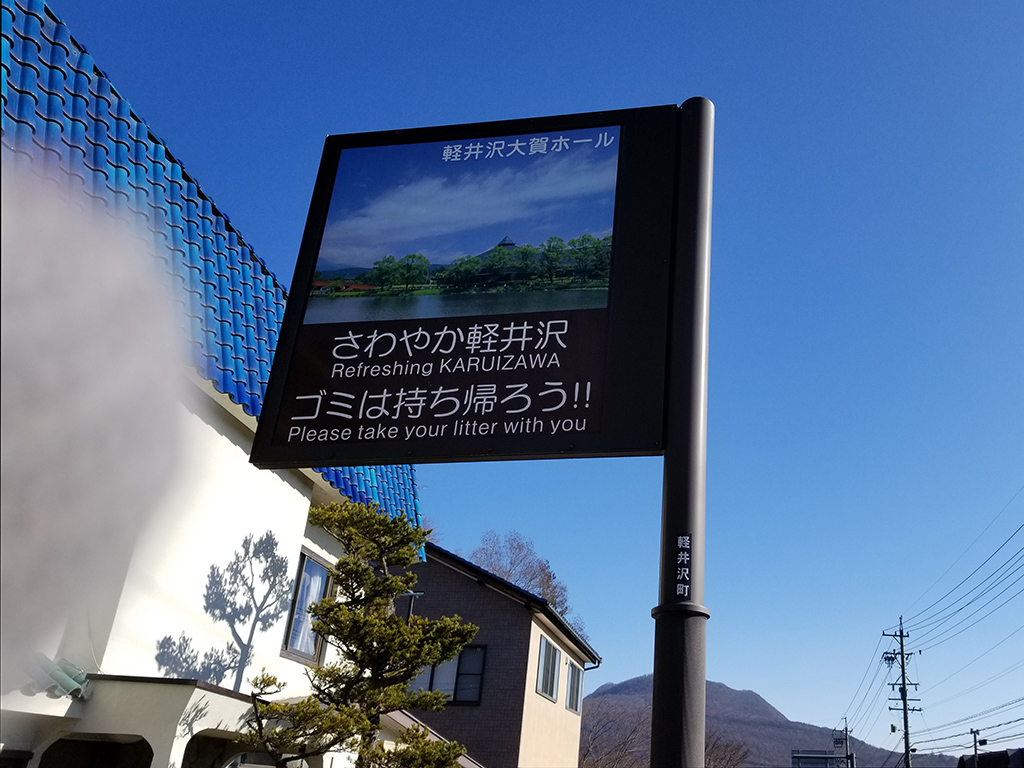 軽井沢大賀ホール
さわやか軽井沢
Refreshing KARUIZAWA
ゴミは持ち帰ろう!!
Please take your litter with you
軽井沢町